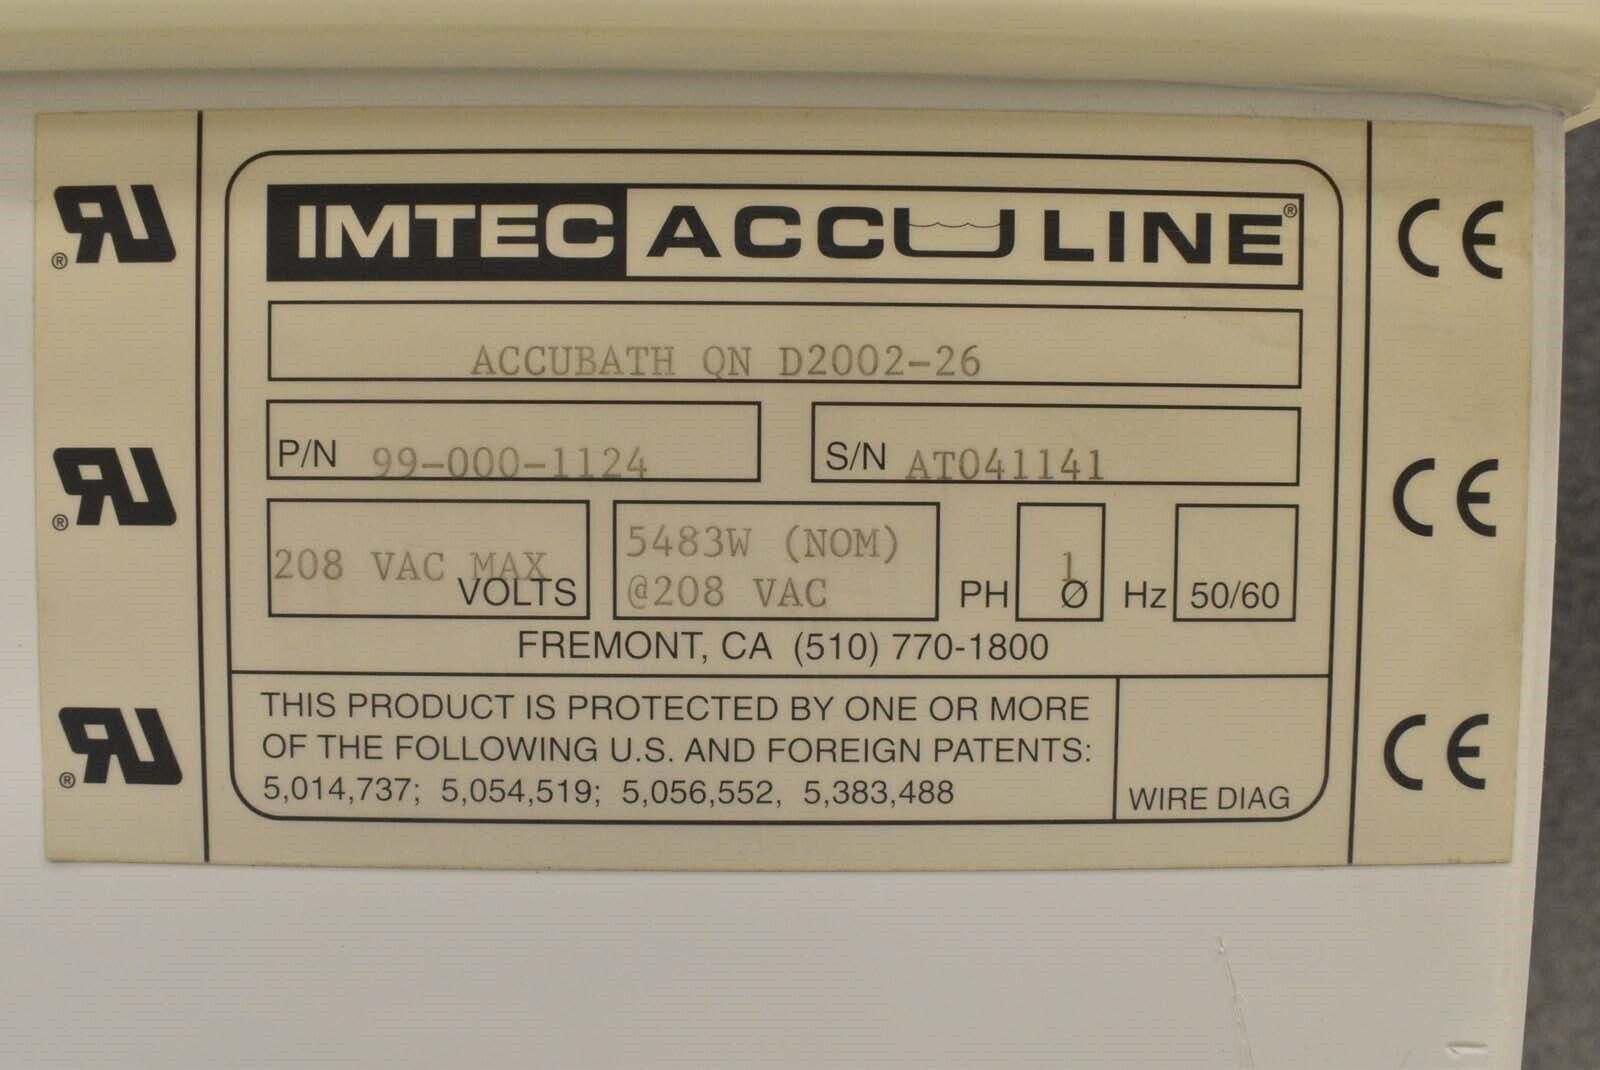 IMTEC ACCULINE®
ACCUBATH QN D2002-26
P/N 99-000-1124
S/N AT041141
208 VAC MAX
VOLTS
5483W (NOM)
@208 VAC
PH 1
Ø
Hz 50/60
FREMONT, CA (510) 770-1800
THIS PRODUCT IS PROTECTED BY ONE OR MORE
OF THE FOLLOWING U.S. AND FOREIGN PATENTS:
5,014,737; 5,054,519; 5,056,552, 5,383,488
WIRE DIAG
RU®
RU®
RU®
CE
CE
CE